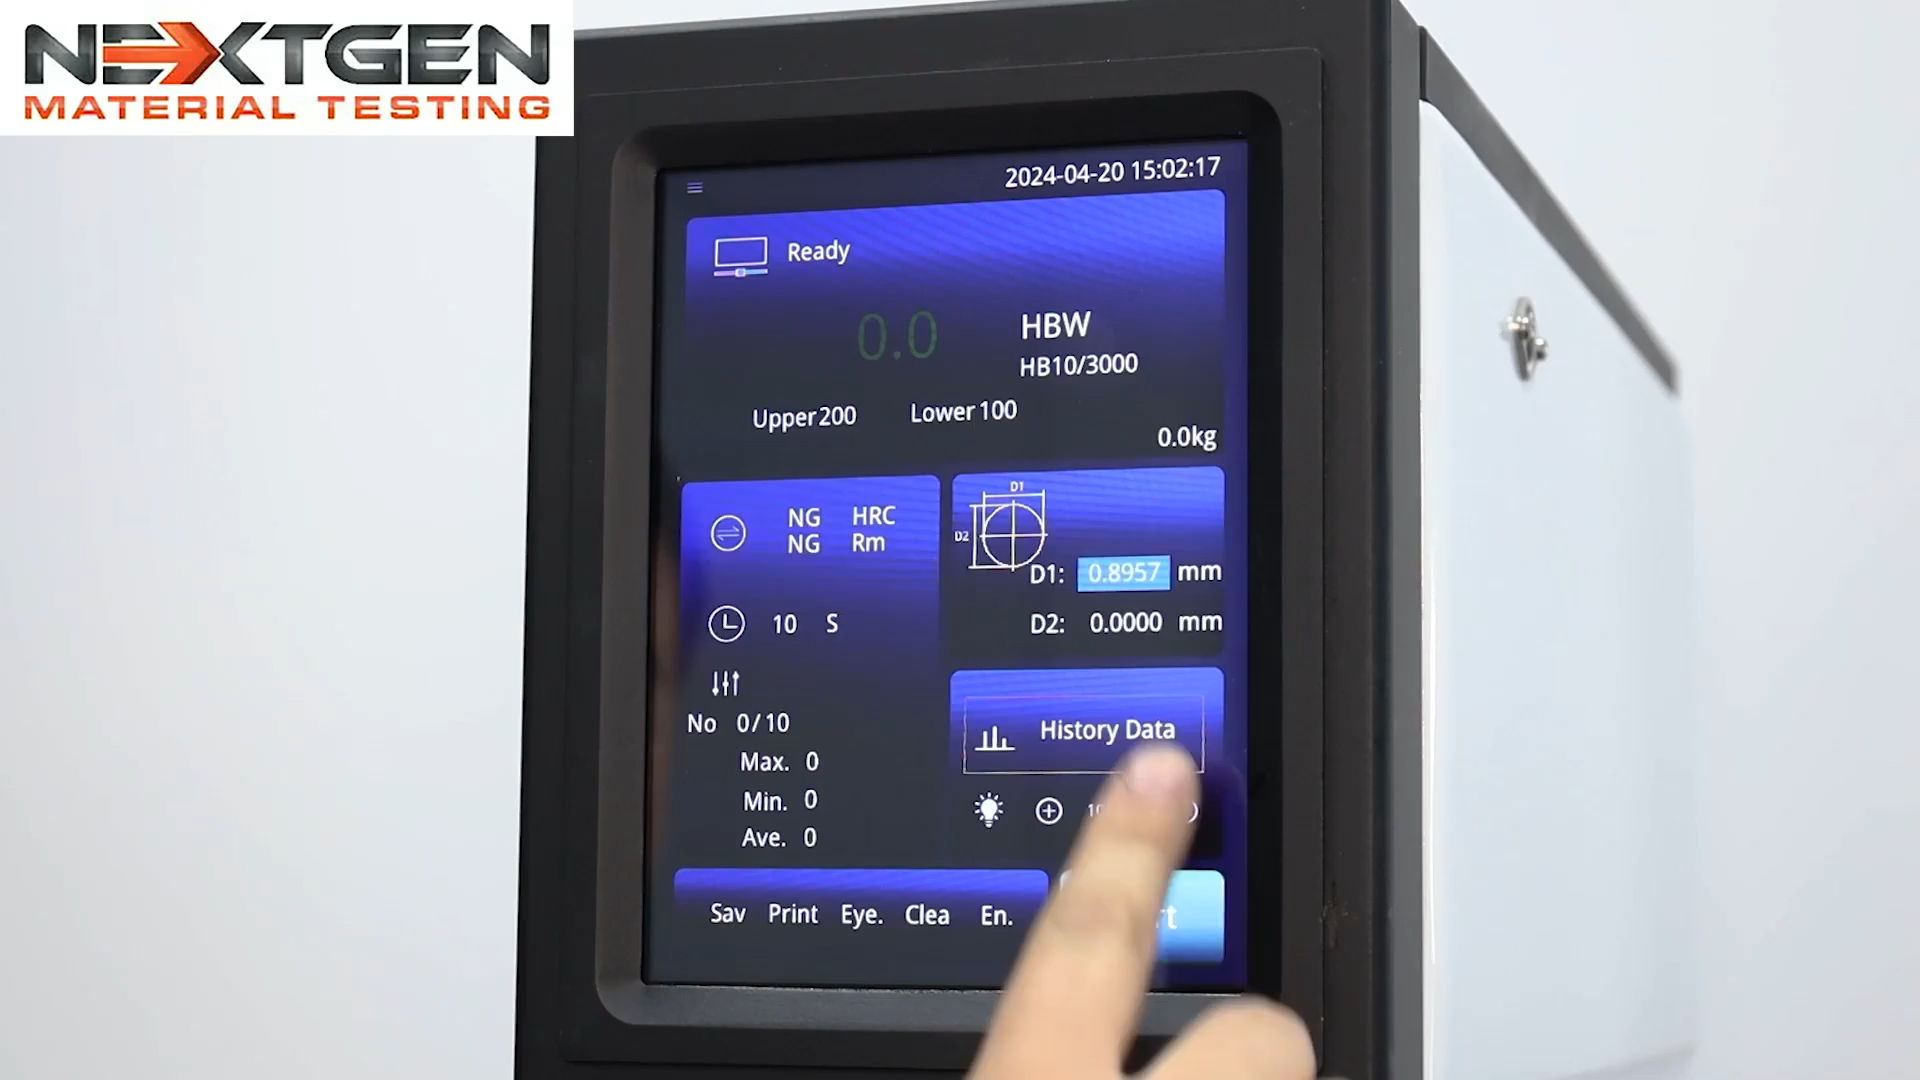 NEXTGEN
MATERIAL TESTING
2024-04-20 15:02:17
Ready
0.0
HBW
HB10/3000
Upper 200
Lower 100
0.0kg
NG HRC
NG Rm
10 S
No 0/10
Max. 0
Min. 0
Ave. 0
D1
D2
D1: 0.8957 mm
D2: 0.0000 mm
History Data
Sav Print Eye. Clea En.